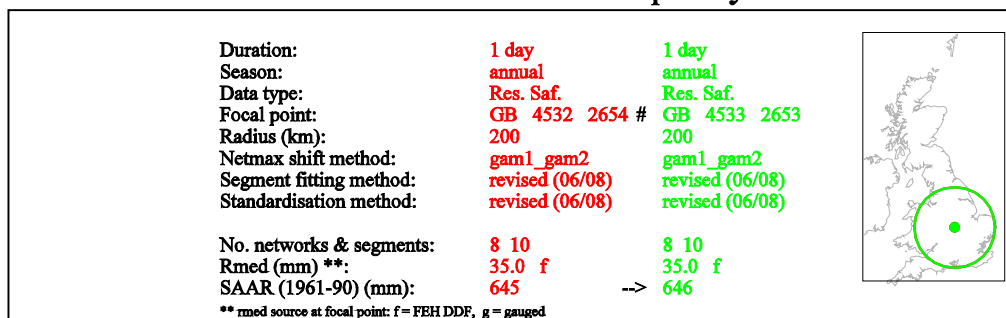 Duration: 1 day 1 day
Season: annual annual
Data type: Res. Saf. Res. Saf.
Focal point: GB 4532 2654 # GB 4533 2653
Radius (km): 200 200
Netmax shift method: gam1_gam2 gam1_gam2
Segment fitting method: revised (06/08) revised (06/08)
Standardisation method: revised (06/08) revised (06/08)
No. networks & segments: 8 10 8 10
Rmed (mm) **: 35.0 f 35.0 f
SAAR (1961-90) (mm): 645 --> 646
** rmed source at focal point: f = FEH DDF, g = gauged